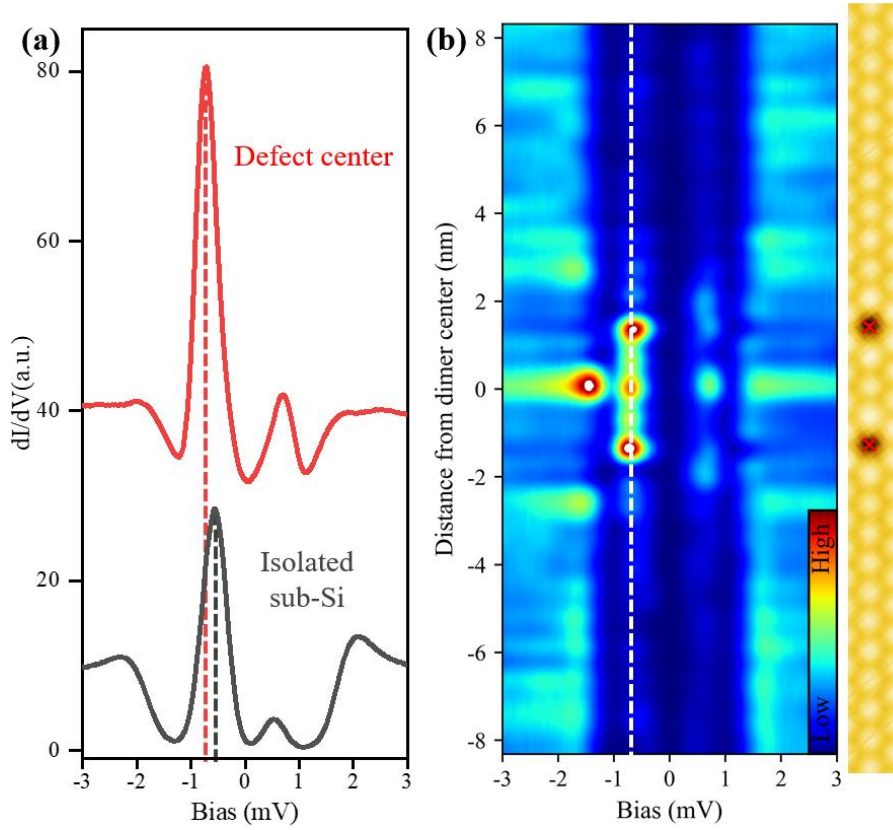 (a)
80
60
40
20
0
dI/dV(a.u.)
Defect center
Isolated
sub-Si
-3
-2
-1
0
1
2
3
Bias (mV)
(b)
8
6
4
2
0
-2
-4
-6
-8
Distance from dimer center (nm)
High
Low
-3
-2
-1
0
1
2
3
Bias (mV)